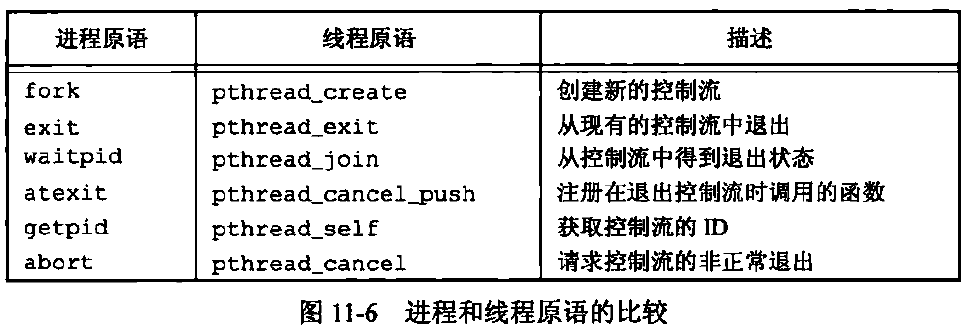 进程原语 线程原语 描述
fork pthread_create 创建新的控制流
exit pthread_exit 从现有的控制流中退出
waitpid pthread_join 从控制流中得到退出状态
atexit pthread_cancel_push 注册在退出控制流时调用的函数
getpid pthread_self 获取控制流的 ID
abort pthread_cancel 请求控制流的非正常退出
图 11-6 进程和线程原语的比较